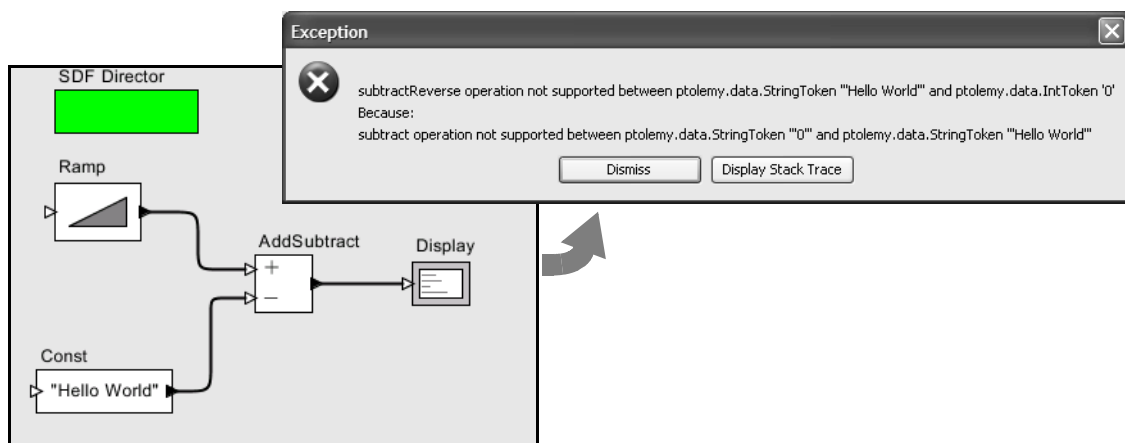 Exception
subtractReverse operation not supported between ptolemy.data.StringToken '"Hello World"' and ptolemy.data.IntToken '0'
Because:
subtract operation not supported between ptolemy.data.StringToken '"0"' and ptolemy.data.StringToken '"Hello World"'
Dismiss
Display Stack Trace
SDF Director
Ramp
AddSubtract
+
−
Display
Const
"Hello World"